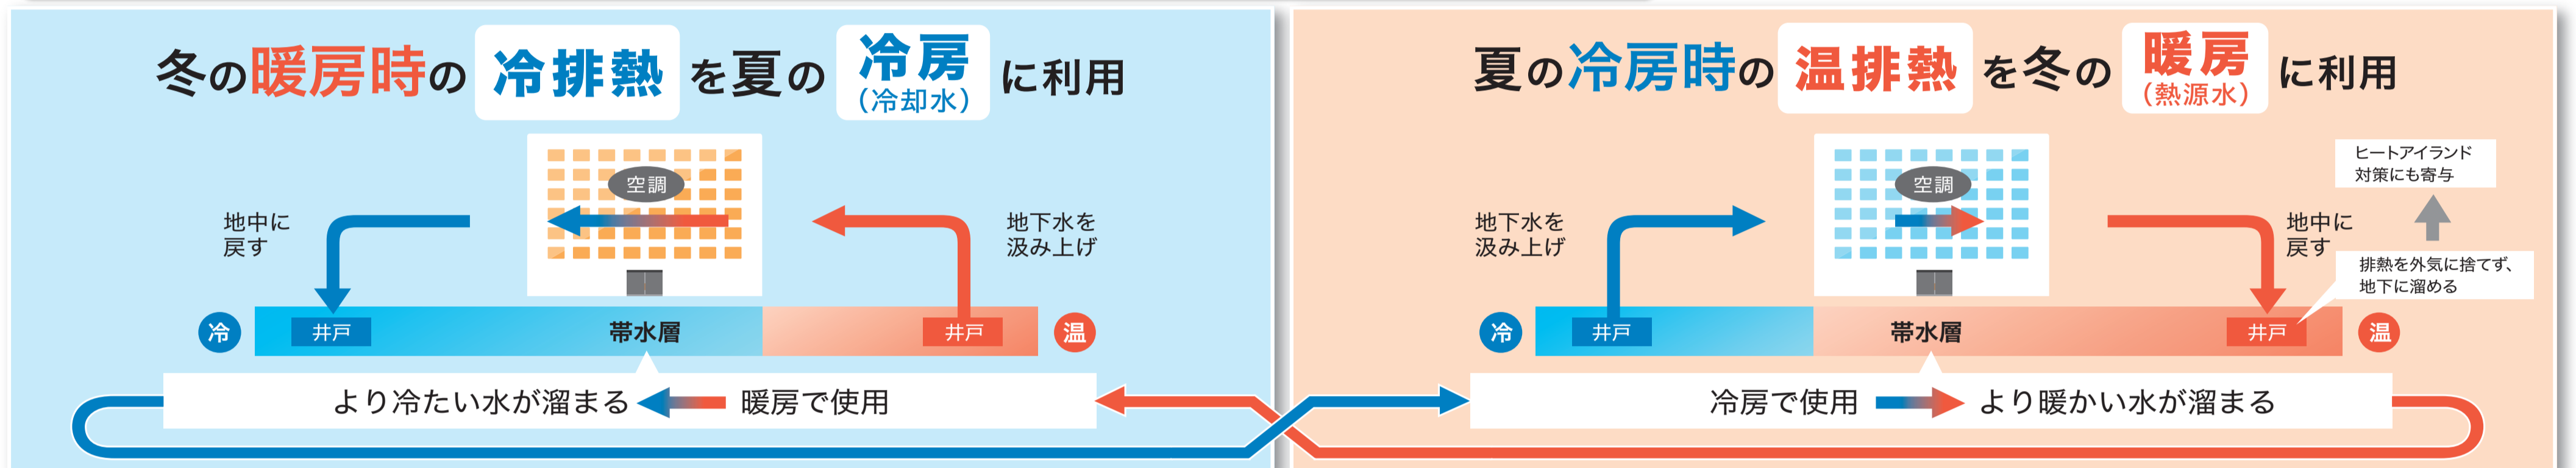 冬の暖房時の 冷排熱 を夏の 冷房 に利用
(冷却水)
空調
地中に
戻す
地下水を
汲み上げ
冷
井戸
帯水層
井戸
温
より冷たい水が溜まる 暖房で使用
夏の冷房時の 温排熱 を冬の 暖房 に利用
(熱源水)
ヒートアイランド
対策にも寄与
空調
地下水を
汲み上げ
地中に
戻す
排熱を外気に捨てず、
地下に溜める
冷
井戸
帯水層
井戸
温
冷房で使用 より暖かい水が溜まる